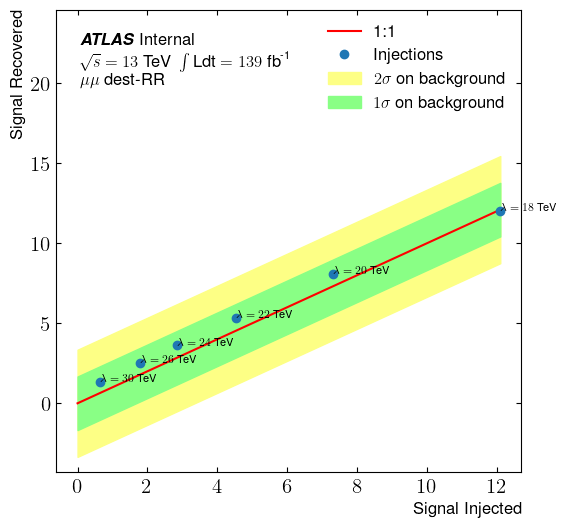 Signal Recovered
ATLAS Internal
√s = 13 TeV ∫ Ldt = 139 fb⁻¹
μμ dest-RR
1:1
Injections
2σ on background
1σ on background
20
15
10
5
0
λ = 18 TeV
λ = 20 TeV
λ = 22 TeV
λ = 24 TeV
λ = 26 TeV
λ = 30 TeV
0 2 4 6 8 10 12
Signal Injected